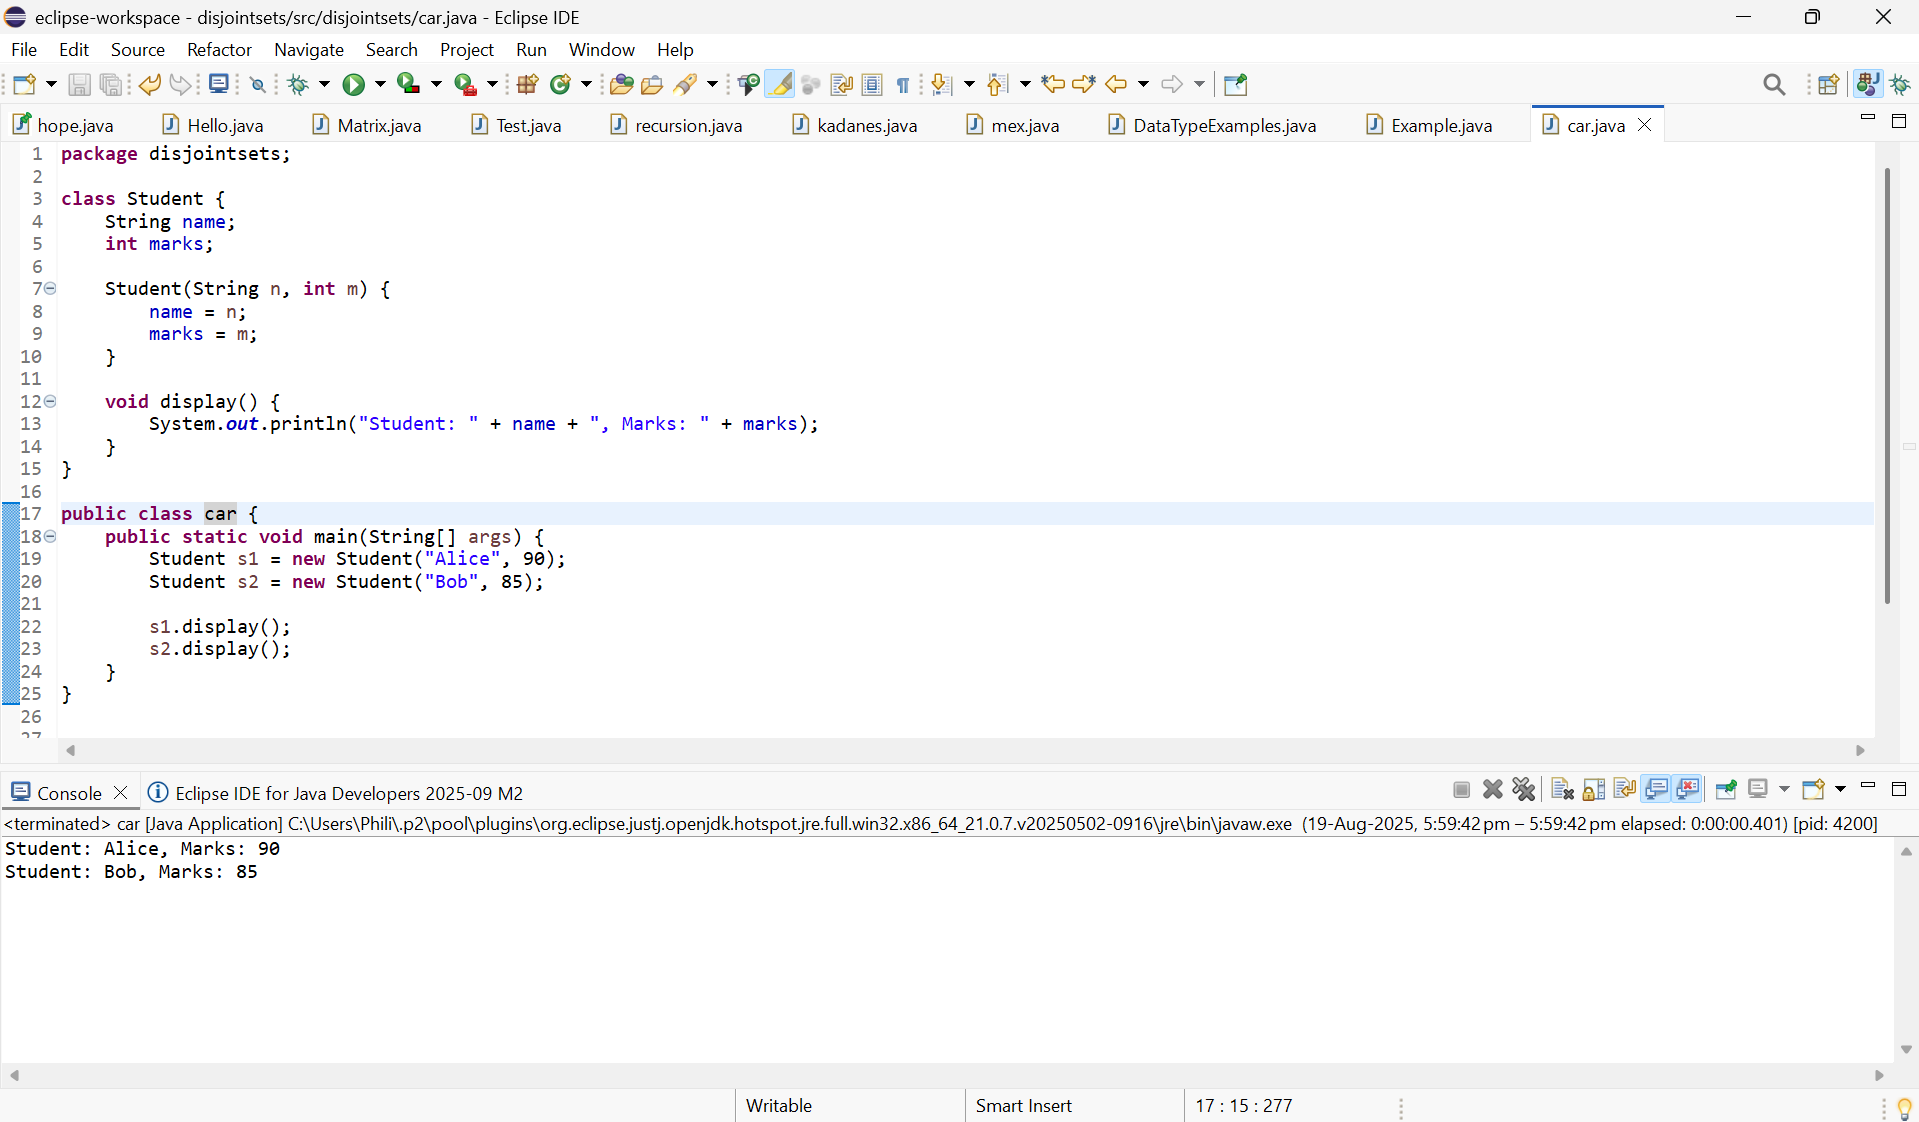 eclipse-workspace - disjointsets/src/disjointsets/car.java - Eclipse IDE
File Edit Source Refactor Navigate Search Project Run Window Help
hope.java Hello.java Matrix.java Test.java recursion.java kadanes.java mex.java DataTypeExamples.java Example.java car.java
1 package disjointsets;
2
3 class Student {
4     String name;
5     int marks;
6
7     Student(String n, int m) {
8         name = n;
9         marks = m;
10     }
11
12     void display() {
13         System.out.println("Student: " + name + ", Marks: " + marks);
14     }
15 }
16
17 public class car {
18     public static void main(String[] args) {
19         Student s1 = new Student("Alice", 90);
20         Student s2 = new Student("Bob", 85);
21
22         s1.display();
23         s2.display();
24     }
25 }
26
27
Console Eclipse IDE for Java Developers 2025-09 M2
<terminated> car [Java Application] C:\Users\Phili\.p2\pool\plugins\org.eclipse.justj.openjdk.hotspot.jre.full.win32.x86_64_21.0.7.v20250502-0916\jre\bin\javaw.exe (19-Aug-2025, 5:59:42 pm – 5:59:42 pm elapsed: 0:00:00.401) [pid: 4200]
Student: Alice, Marks: 90
Student: Bob, Marks: 85
Writable Smart Insert 17 : 15 : 277